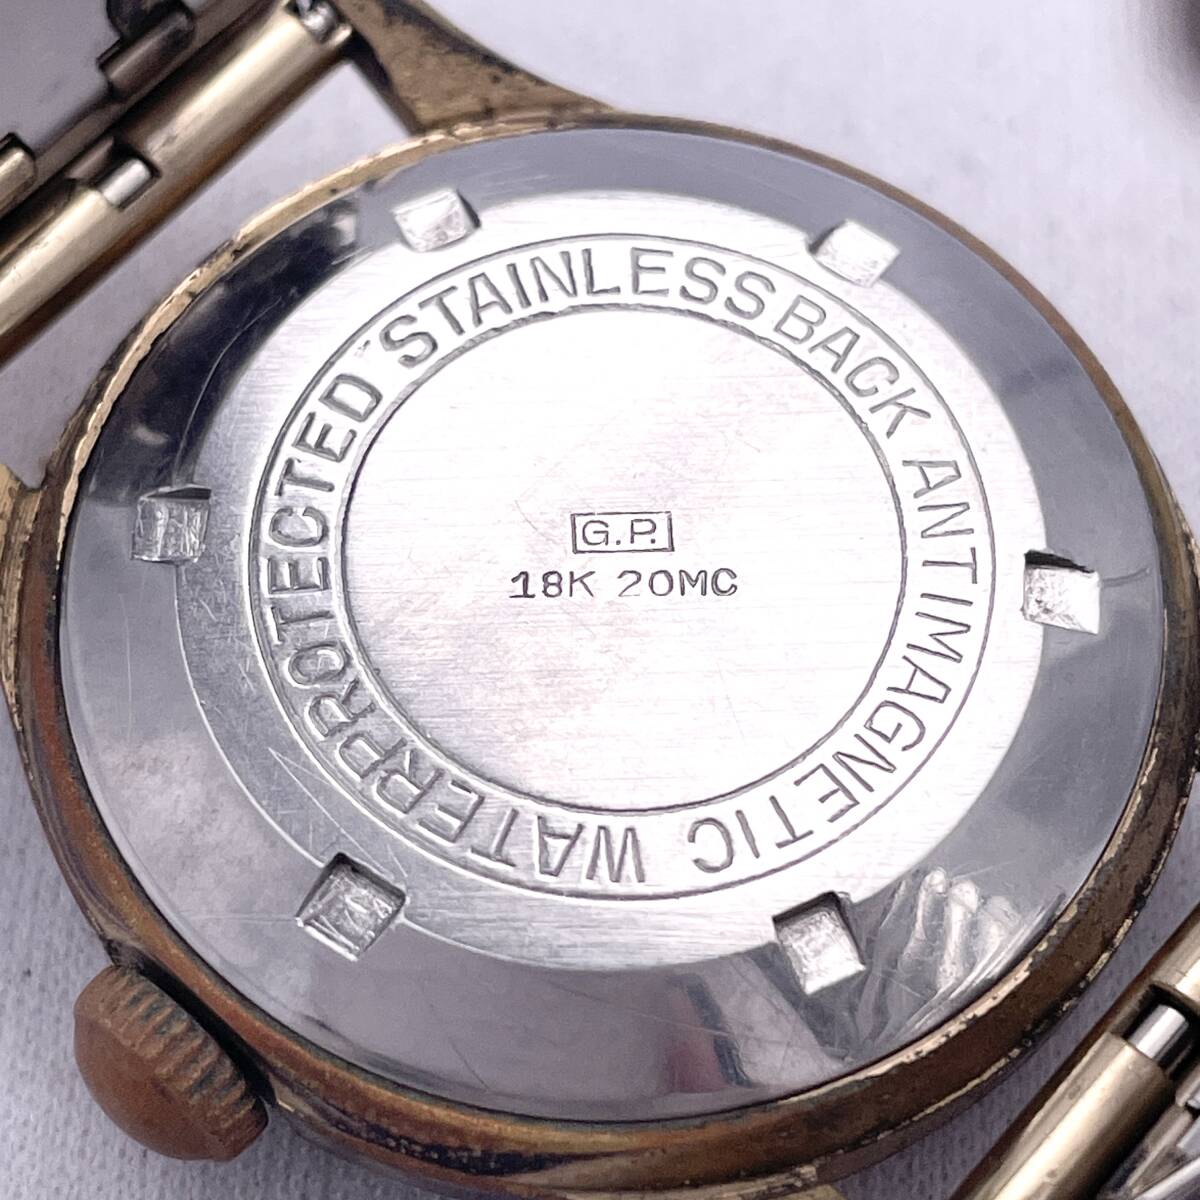 STAINLESS BACK ANTIMAGNETIC WATERPROTECTED
G.P.
18K 20MC